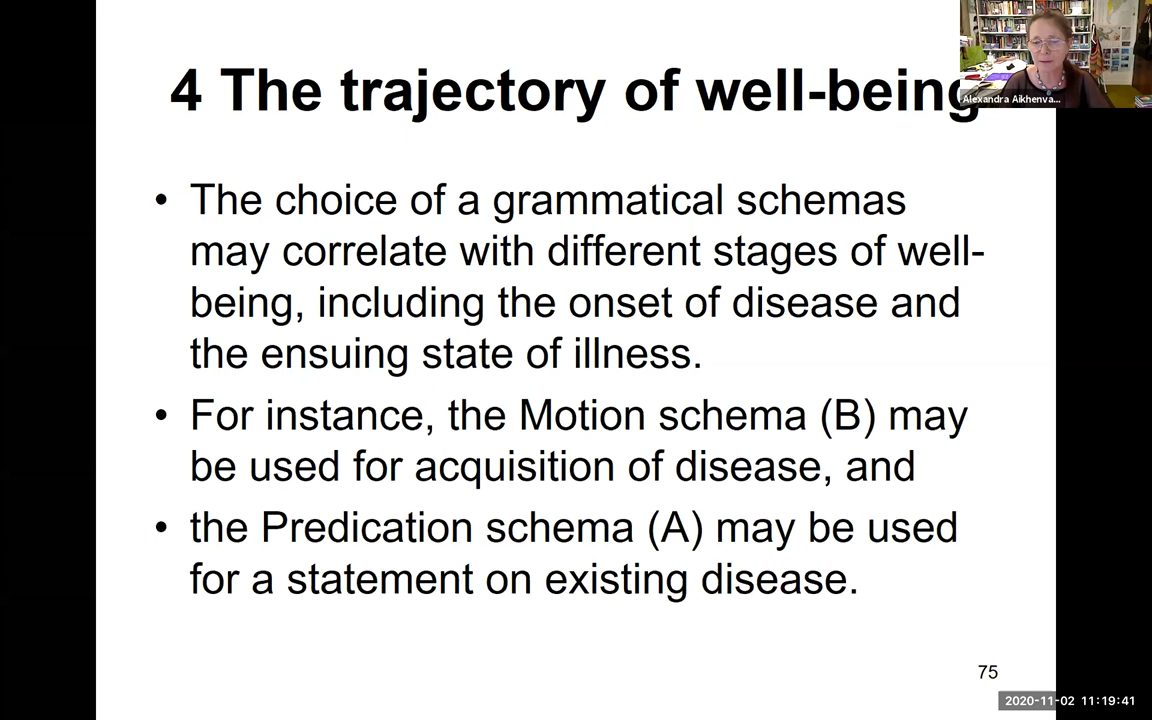 4 The trajectory of well-being
Alexandra Aikhenva...
• The choice of a grammatical schemas
may correlate with different stages of well-
being, including the onset of disease and
the ensuing state of illness.
• For instance, the Motion schema (B) may
be used for acquisition of disease, and
• the Predication schema (A) may be used
for a statement on existing disease.
75
2020-11-02 11:19:41